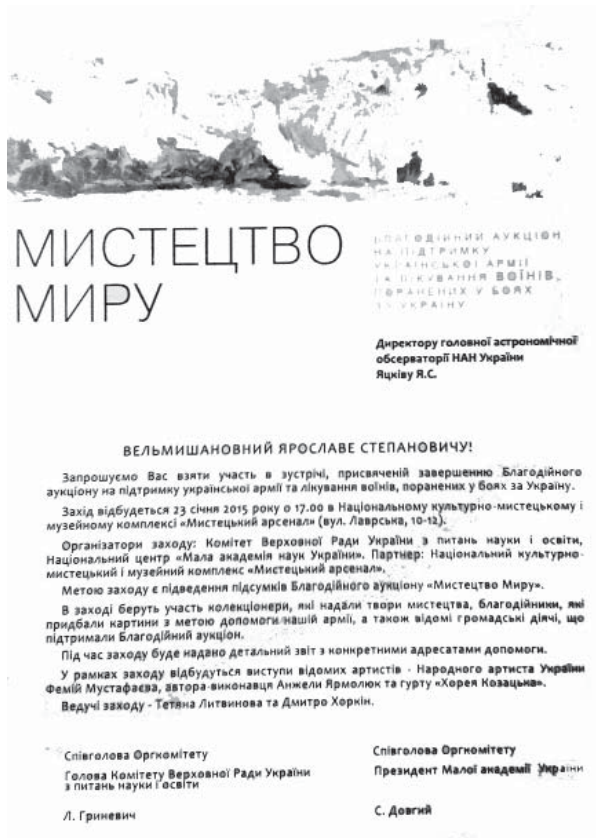 МИСТЕЦТВО
МИРУ
БЛАГОДІЙНИЙ АУКЦІОН
НА ПІДТРИМКУ
УКРАЇНСЬКОЇ АРМІЇ
ТА ЛІКУВАННЯ ВОЇНІВ,
ПОРАНЕНИХ У БОЯХ
ЗА УКРАЇНУ
Директору головної астрономічної
обсерваторії НАН України
Яцківу Я.С.
ВЕЛЬМИШАНОВНИЙ ЯРОСЛАВЕ СТЕПАНОВИЧУ!
Запрошуємо Вас взяти участь в зустрічі, присвяченій завершенню Благодійного
аукціону на підтримку української армії та лікування воїнів, поранених у боях за Україну.
Захід відбудеться 23 січня 2015 року о 17.00 в Національному культурно-мистецькому і
музейному комплексі «Мистецький арсенал» (вул. Лаврська, 10-12).
Організатори заходу: Комітет Верховної Ради України з питань науки і освіти,
Національний центр «Мала академія наук України». Партнер: Національний культурно-
мистецький і музейний комплекс «Мистецький арсенал».
Метою заходу є підведення підсумків Благодійного аукціону «Мистецтво Миру».
В заході беруть участь колекціонери, які надали твори мистецтва, благодійники, які
придбали картини з метою допомоги нашій армії, а також відомі громадські діячі, що
підтримали Благодійний аукціон.
Під час заходу буде надано детальний звіт з конкретними адресатами допомоги.
У рамках заходу відбудуться виступи відомих артистів - Народного артиста України
Фемій Мустафаєва, автора-виконавця Анжели Ярмолюк та гурту «Хорея Козацька».
Ведучі заходу - Тетяна Литвинова та Дмитро Хоркін.
Співголова Оргкомітету
Голова Комітету Верховної Ради України
з питань науки і освіти
Л. Гриневич
Співголова Оргкомітету
Президент Малої академії України
С. Довгий